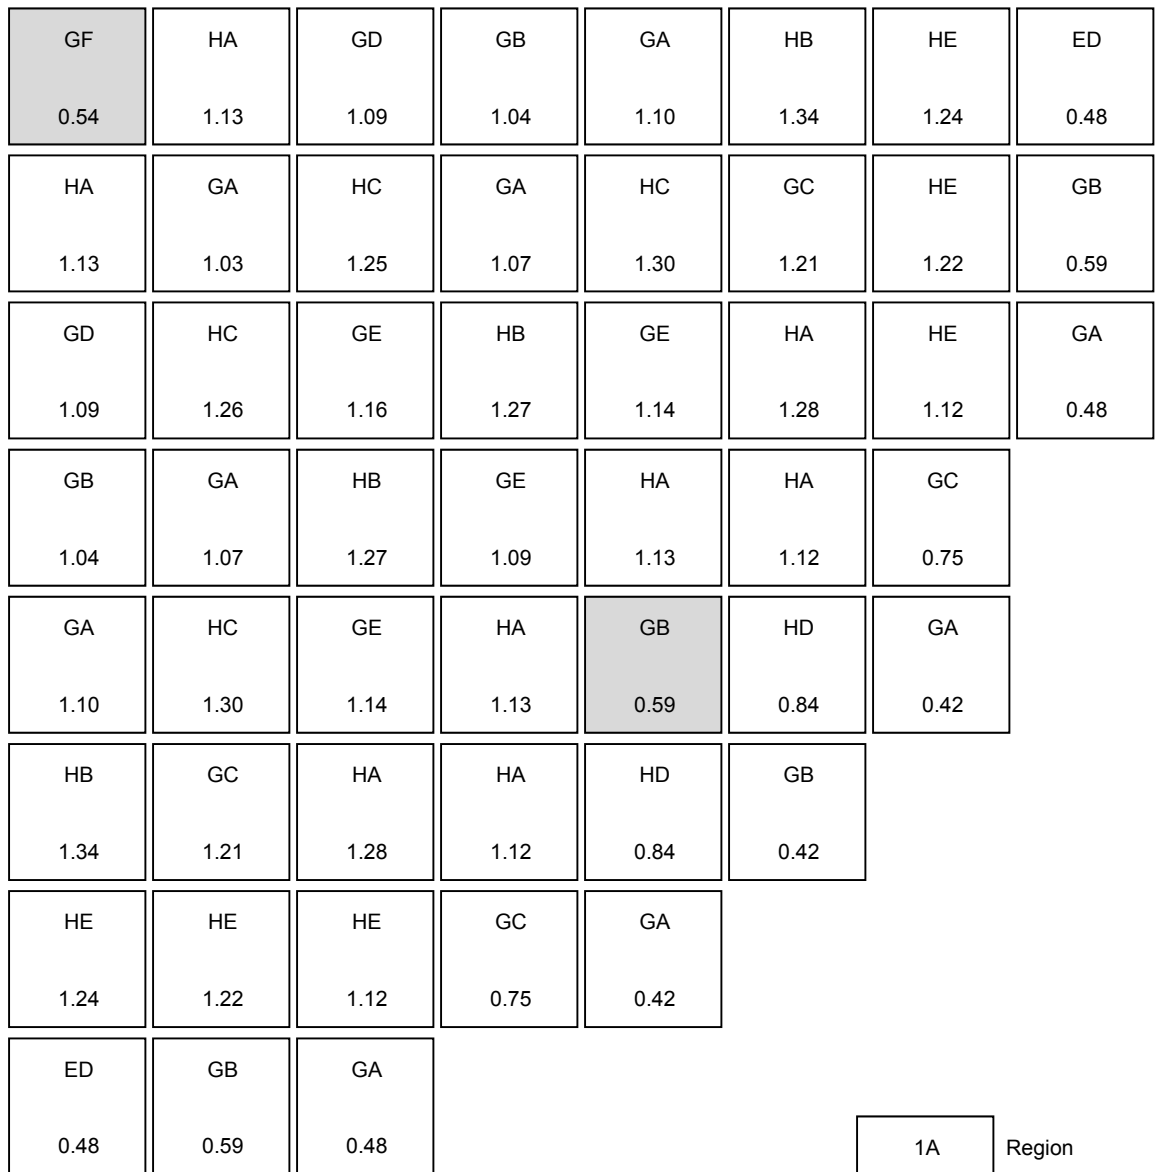 GF HA GD GB GA HB HE ED
0.54 1.13 1.09 1.04 1.10 1.34 1.24 0.48
HA GA HC GA HC GC HE GB
1.13 1.03 1.25 1.07 1.30 1.21 1.22 0.59
GD HC GE HB GE HA HE GA
1.09 1.26 1.16 1.27 1.14 1.28 1.12 0.48
GB GA HB GE HA HA GC
1.04 1.07 1.27 1.09 1.13 1.12 0.75
GA HC GE HA GB HD GA
1.10 1.30 1.14 1.13 0.59 0.84 0.42
HB GC HA HA HD GB
1.34 1.21 1.28 1.12 0.84 0.42
HE HE HE GC GA
1.24 1.22 1.12 0.75 0.42
ED GB GA
0.48 0.59 0.48 1A Region